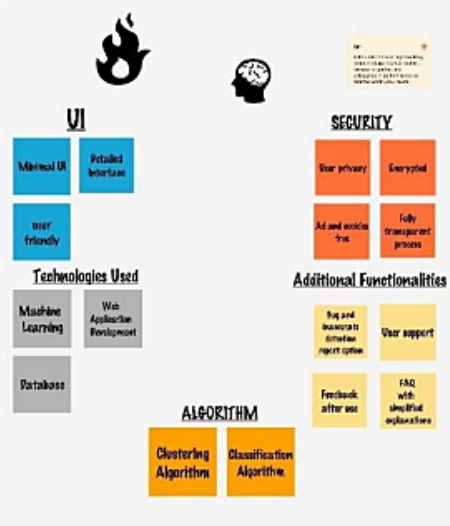 UI
Minimal UI
Detailed
Interface
User
friendly
SECURITY
User privacy
Encrypted
Ad and cookies
free
Fully
transparent
process
Technologies Used
Machine
Learning
Web
Application
Development
Database
Additional Functionalities
Bug and
detection
report option
User support
Feedback
after use
FAQ
with
simplified
explanations
ALGORITHM
Clustering
Algorithm
Classification
Algorithm